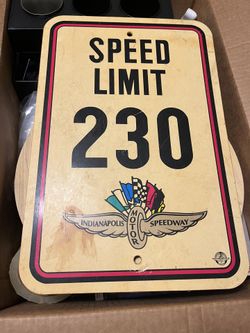 SPEED
LIMIT
230
INDIANAPOLIS MOTOR SPEEDWAY